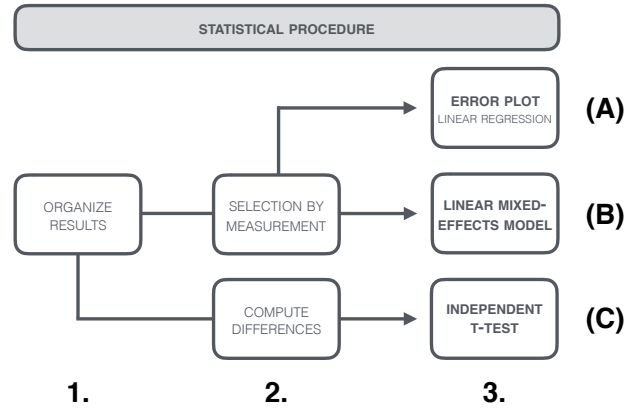 STATISTICAL PROCEDURE
ERROR PLOT
LINEAR REGRESSION
(A)
ORGANIZE
RESULTS
SELECTION BY
MEASUREMENT
LINEAR MIXED-
EFFECTS MODEL
(B)
COMPUTE
DIFFERENCES
INDEPENDENT
T-TEST
(C)
1.
2.
3.